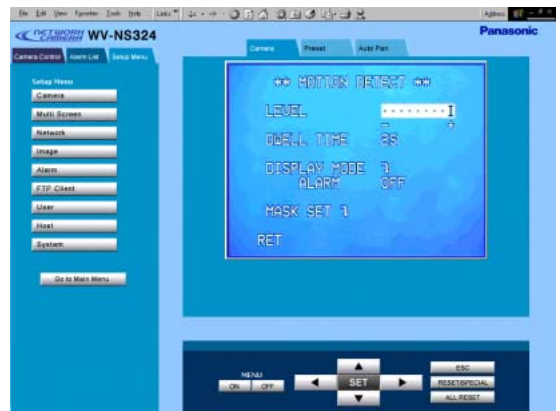 File Edit View Favorites Tools Help Links
Address
NETWORK CAMERA WV-NS324
Panasonic
Camera Control Alarm List Setup Menu
Camera Preset Auto Pan
Setup Menu
Camera
Multi Screen
Network
Image
Alarm
FTP Client
User
Host
System
Go to Main Menu
** MOTION DETECT **
LEVEL ········I
- +
DWELL TIME 8S
DISPLAY MODE
ALARM OFF
MASK SET
RET
MENU
ON OFF
SET
ESC
RESET/SPECIAL
ALL RESET